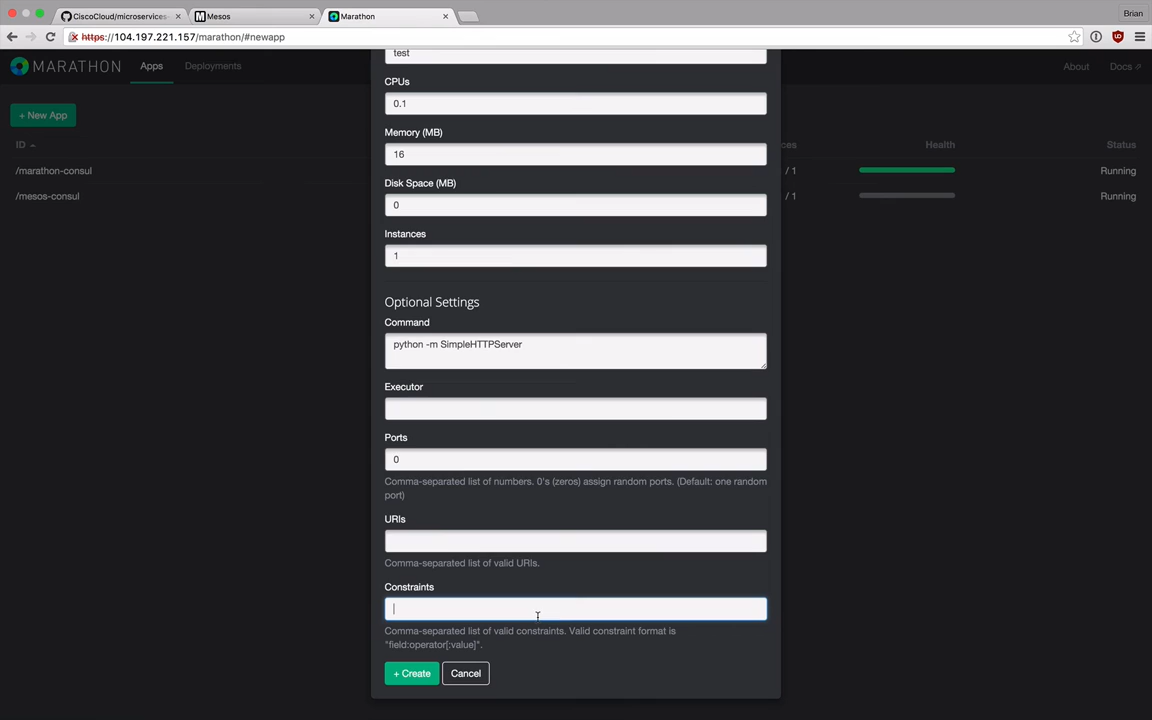 CiscoCloud/microservices-
Mesos
Marathon
Brian
https://104.197.221.157/marathon/#newapp
MARATHON
Apps
Deployments
About
Docs
+ New App
ID
ces
Health
Status
/marathon-consul
/ 1
Running
/mesos-consul
/ 1
Running
test
CPUs
0.1
Memory (MB)
16
Disk Space (MB)
0
Instances
1
Optional Settings
Command
python -m SimpleHTTPServer
Executor
Ports
0
Comma-separated list of numbers. 0's (zeros) assign random ports. (Default: one random
port)
URIs
Comma-separated list of valid URIs.
Constraints
Comma-separated list of valid constraints. Valid constraint format is
"field:operator[:value]".
+ Create
Cancel